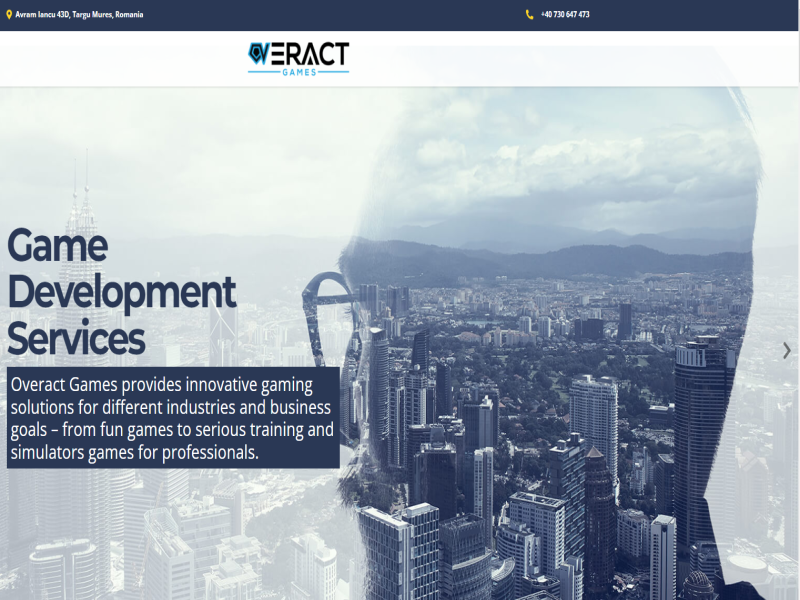 Avram Iancu 43D, Targu Mures, Romania
+40 730 647 473
OVERACT
GAMES
Game
Development
Services
Overact Games provides innovative gaming
solutions for different industries and business
goals – from fun games to serious training and
simulators games for professionals.